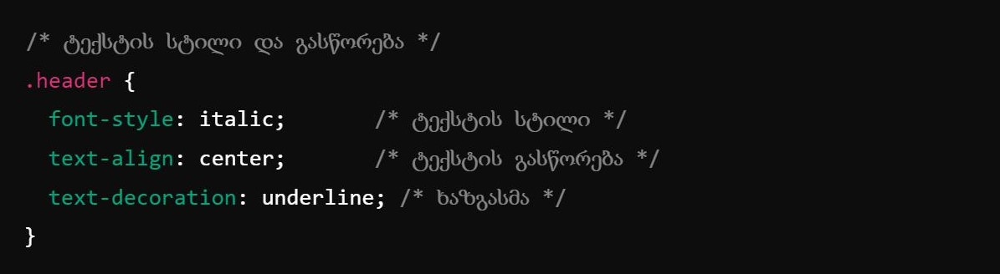 /* ტექსტის სტილი და გასწორება */
.header {
  font-style: italic;       /* ტექსტის სტილი */
  text-align: center;       /* ტექსტის გასწორება */
  text-decoration: underline; /* ხაზგასმა */
}